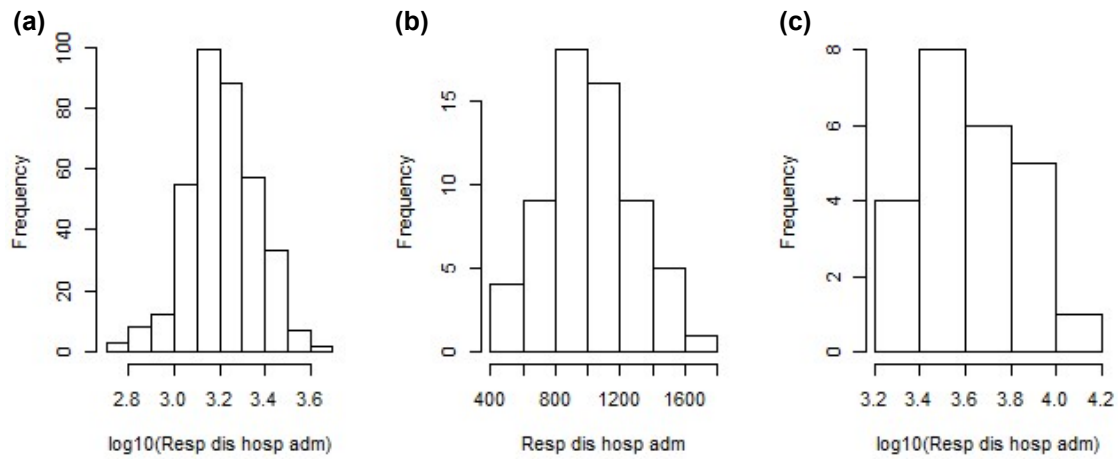 (a)
Frequency
100
80
60
40
20
0
2.8 3.0 3.2 3.4 3.6
log10(Resp dis hosp adm)
(b)
Frequency
15
10
5
0
400 800 1200 1600
Resp dis hosp adm
(c)
Frequency
8
6
4
2
0
3.2 3.4 3.6 3.8 4.0 4.2
log10(Resp dis hosp adm)